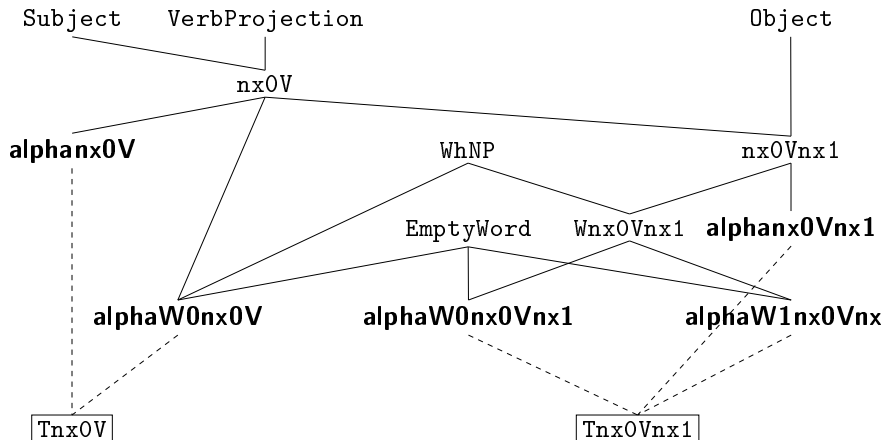 Subject VerbProjection Object
nx0V
alphanx0V WhNP nx0Vnx1
EmptyWord Wnx0Vnx1 alphanx0Vnx1
alphaW0nx0V alphaW0nx0Vnx1 alphaW1nx0Vnx
Tnx0V Tnx0Vnx1